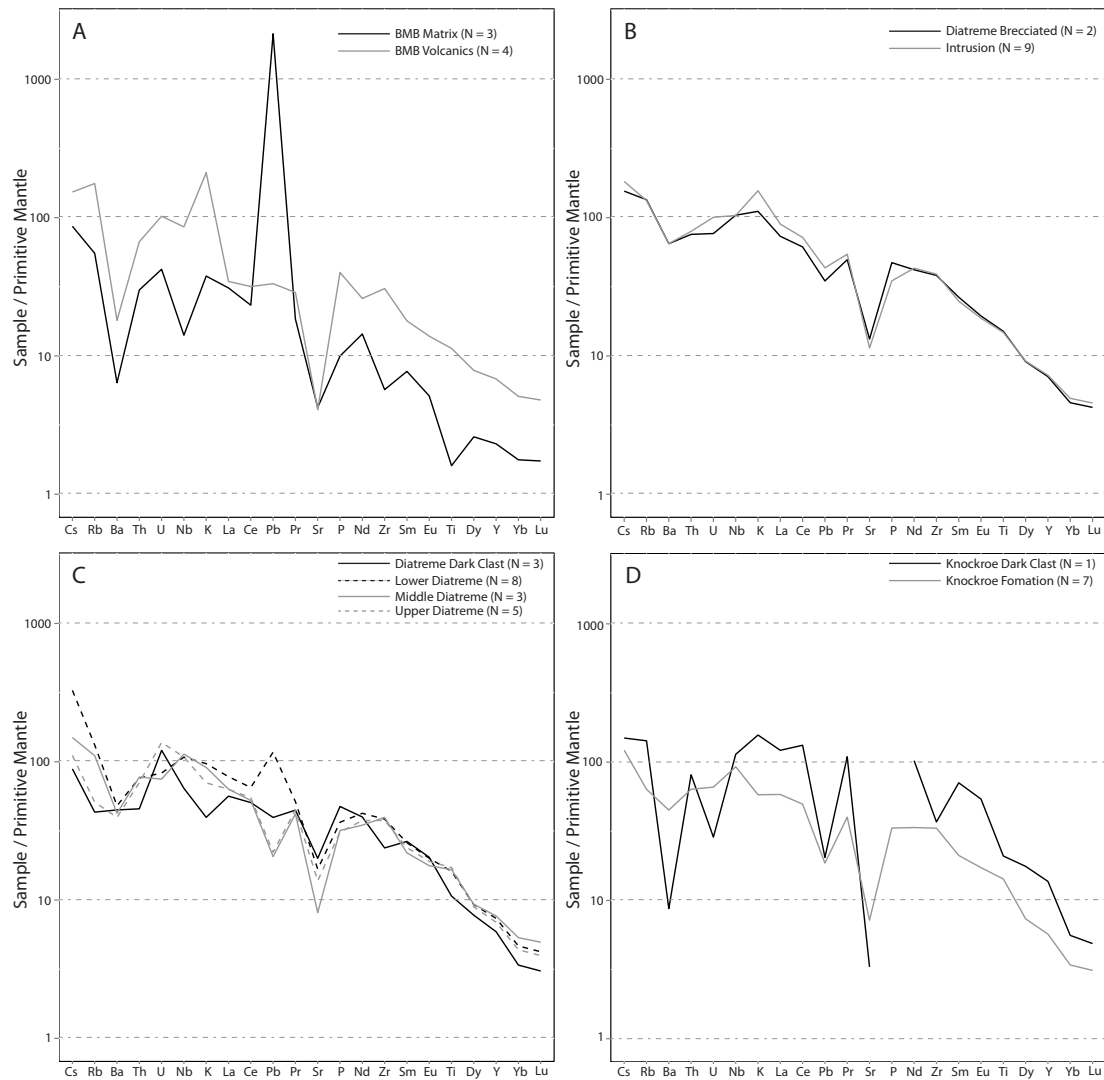 A
BMB Matrix (N = 3)
BMB Volcanics (N = 4)
Sample / Primitive Mantle
1000
100
10
1
Cs Rb Ba Th U Nb K La Ce Pb Pr Sr P Nd Zr Sm Eu Ti Dy Y Yb Lu
B
Diatreme Brecciated (N = 2)
Intrusion (N = 9)
Sample / Primitive Mantle
1000
100
10
1
Cs Rb Ba Th U Nb K La Ce Pb Pr Sr P Nd Zr Sm Eu Ti Dy Y Yb Lu
C
Diatreme Dark Clast (N = 3)
Lower Diatreme (N = 8)
Middle Diatreme (N = 3)
Upper Diatreme (N = 5)
Sample / Primitive Mantle
1000
100
10
1
Cs Rb Ba Th U Nb K La Ce Pb Pr Sr P Nd Zr Sm Eu Ti Dy Y Yb Lu
D
Knockroe Dark Clast (N = 1)
Knockroe Fomation (N = 7)
Sample / Primitive Mantle
1000
100
10
1
Cs Rb Ba Th U Nb K La Ce Pb Pr Sr P Nd Zr Sm Eu Ti Dy Y Yb Lu